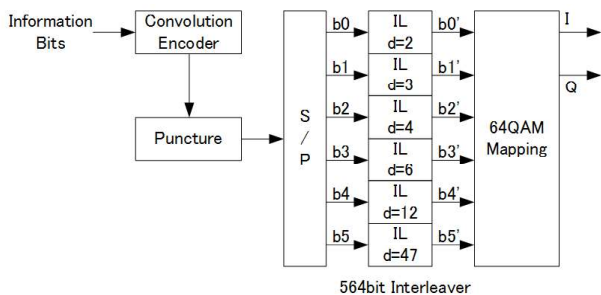 Information
Bits
Convolution
Encoder
Puncture
S
/
P
b0
b1
b2
b3
b4
b5
IL
d=2
IL
d=3
IL
d=4
IL
d=6
IL
d=12
IL
d=47
b0'
b1'
b2'
b3'
b4'
b5'
64QAM
Mapping
I
Q
564bit Interleaver